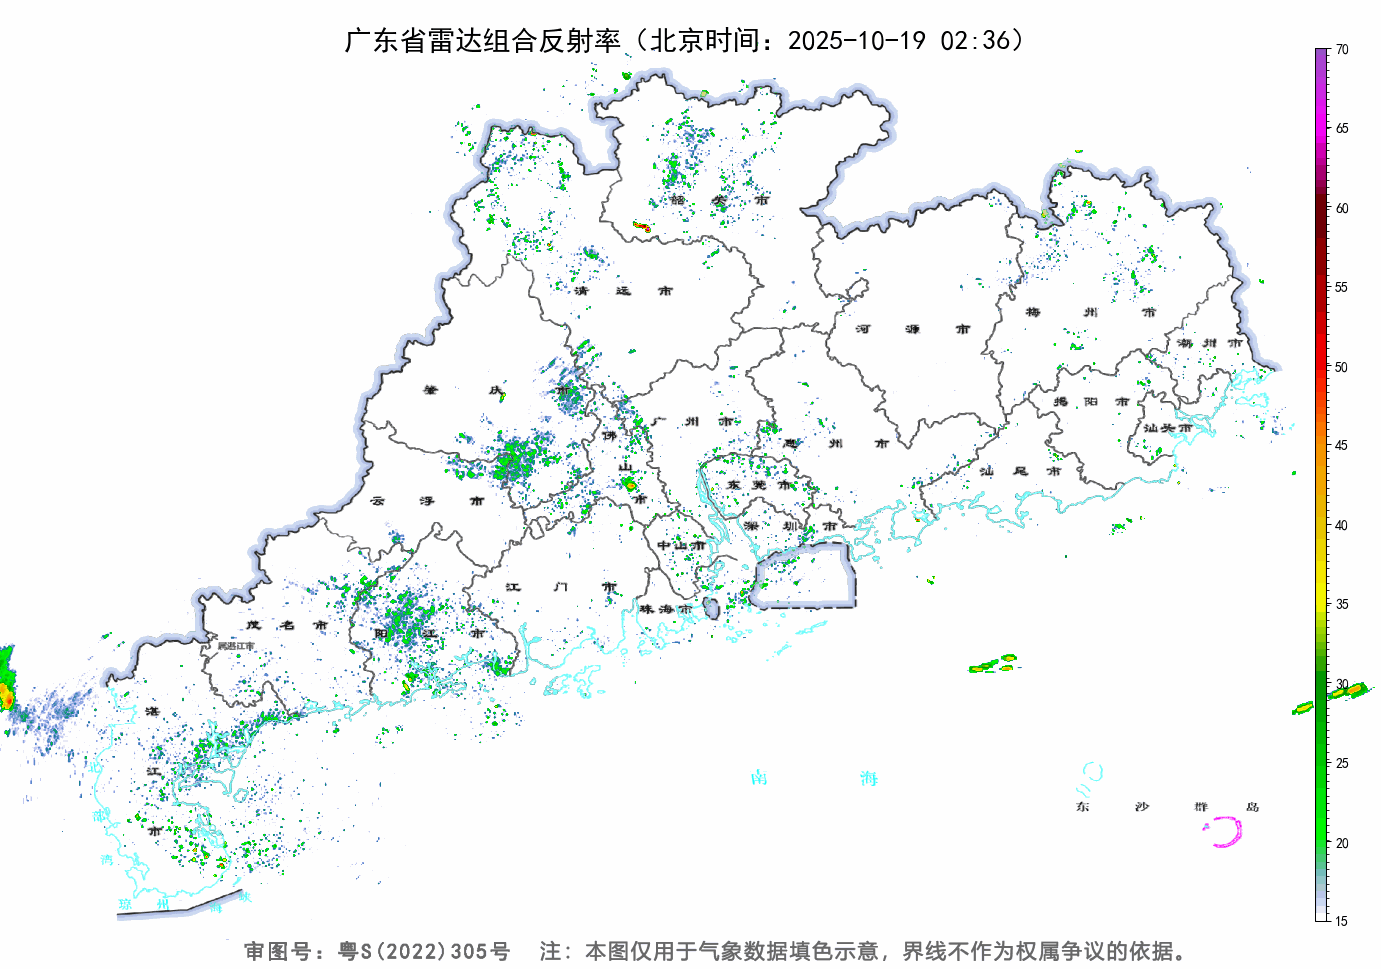 广东省雷达组合反射率（北京时间：2025-10-19 02:36）
70
65
60
55
50
45
40
35
30
25
20
15
韶关市
清远市
梅州市
河源市
潮州市
肇庆市
揭阳市
广州市
佛山市
惠州市
汕头市
汕尾市
东莞市
云浮市
深圳市
中山市
江门市
珠海市
茂名市
阳江市
属湛江市
湛江市
南海
北部湾
东沙群岛
琼州海峡
审图号：粤S(2022)305号 注：本图仅用于气象数据填色示意，界线不作为权属争议的依据。